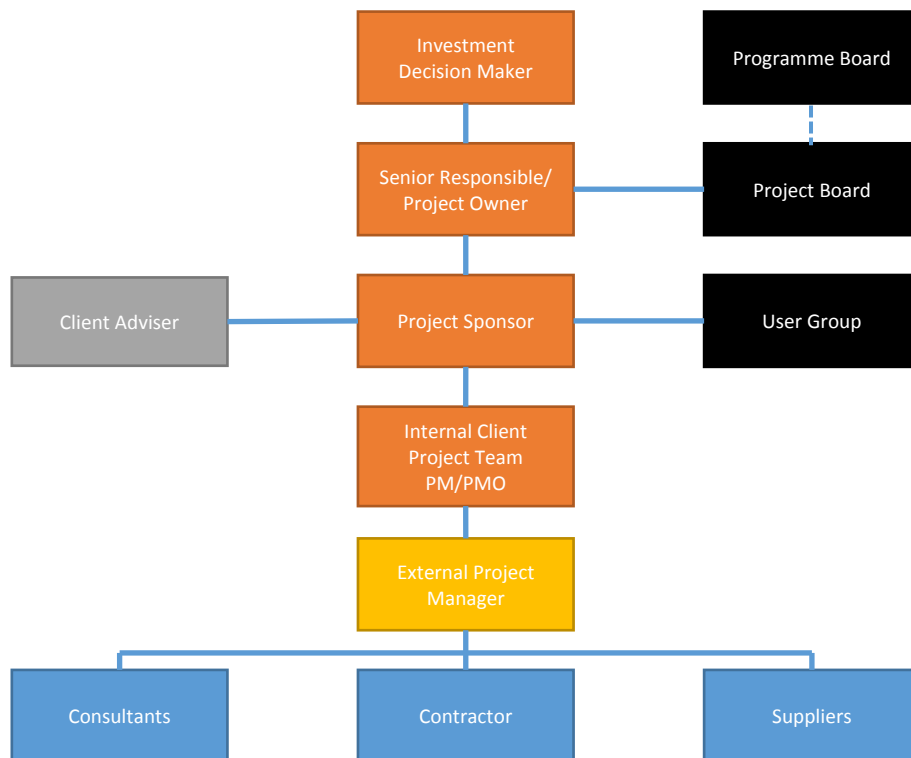 Investment
Decision Maker
Programme Board
Senior Responsible/
Project Owner
Project Board
Client Adviser
Project Sponsor
User Group
Internal Client
Project Team
PM/PMO
External Project
Manager
Consultants
Contractor
Suppliers